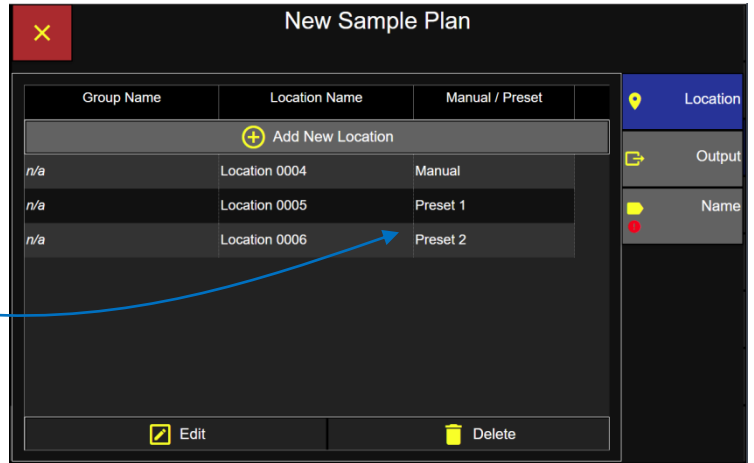 New Sample Plan
Group Name Location Name Manual / Preset
Add New Location
n/a Location 0004 Manual
n/a Location 0005 Preset 1
n/a Location 0006 Preset 2
Edit Delete
Location
Output
Name